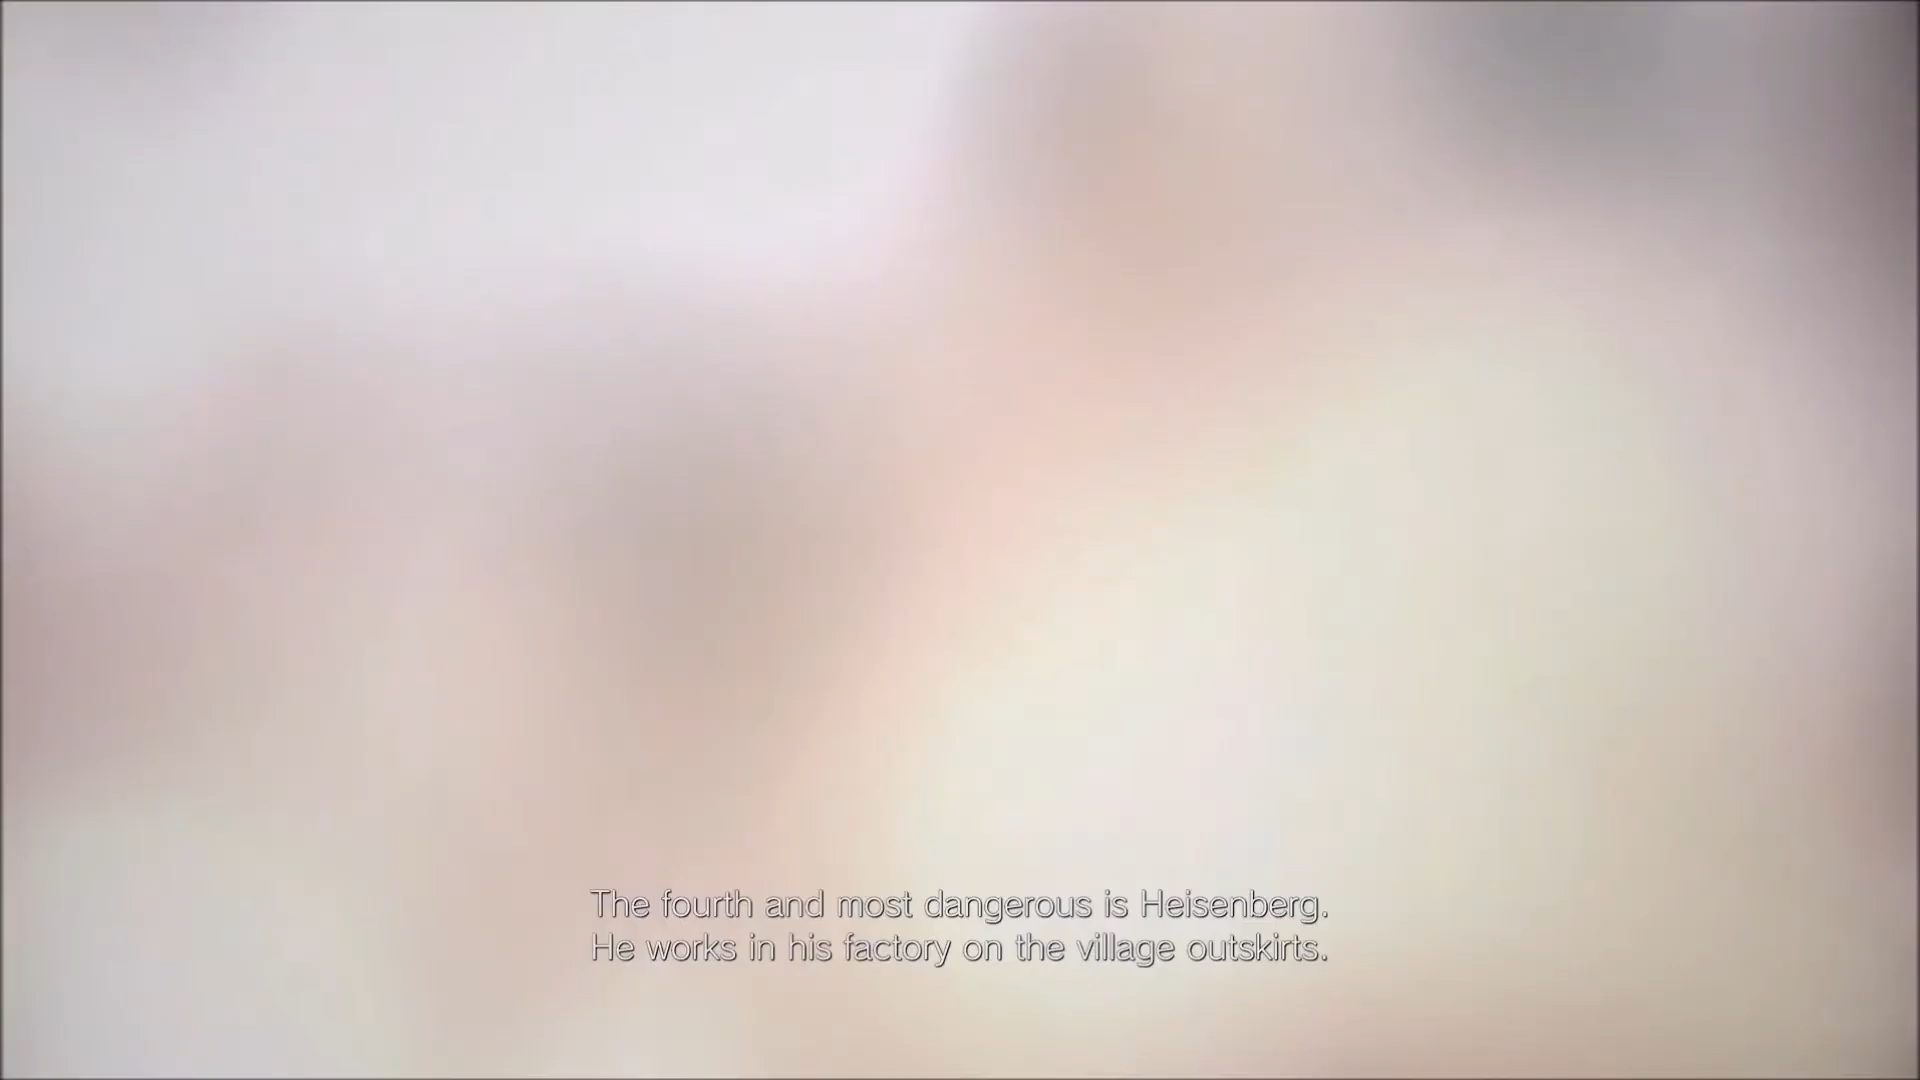 The fourth and most dangerous is Heisenberg.
He works in his factory on the village outskirts.